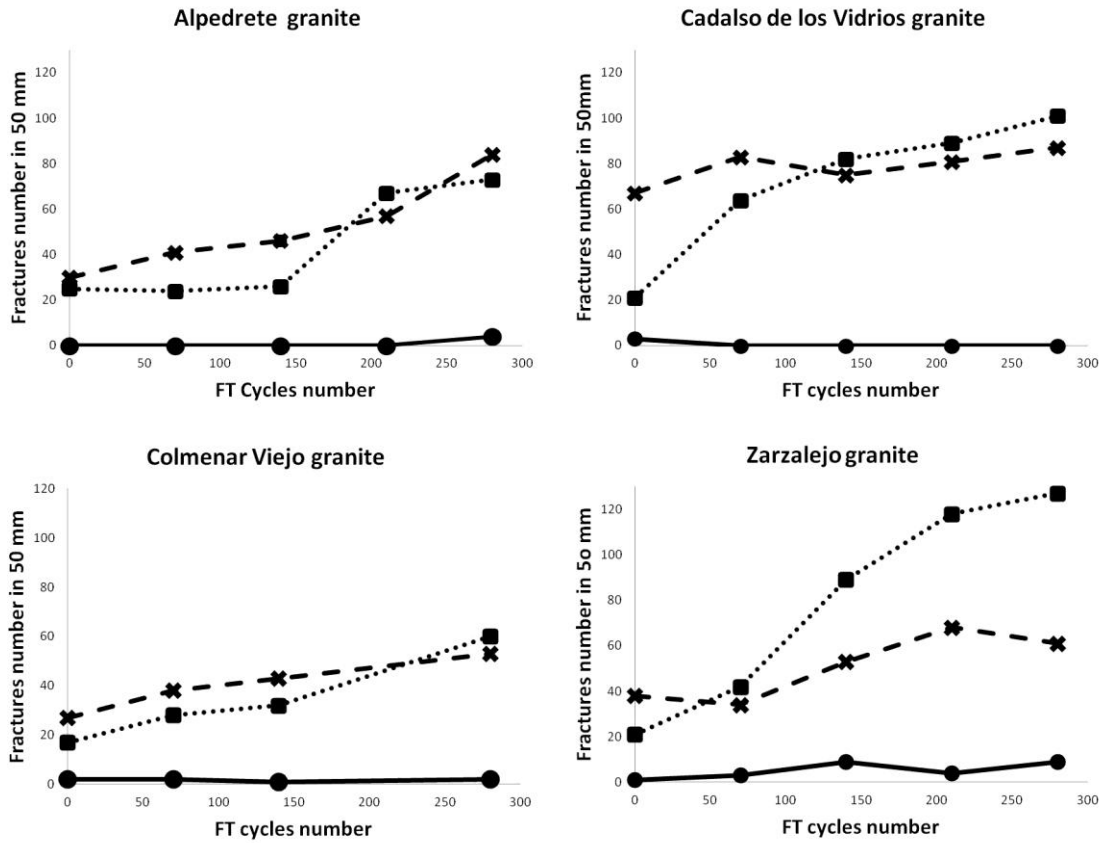 Alpedrete granite
Fractures number in 50 mm
120
100
80
60
40
20
0
0 50 100 150 200 250 300
FT Cycles number
Cadalso de los Vidrios granite
Fractures number in 50mm
120
100
80
60
40
20
0
0 50 100 150 200 250 300
FT cycles number
Colmenar Viejo granite
Fractures number in 50 mm
120
100
80
60
40
20
0
0 50 100 150 200 250 300
FT cycles number
Zarzalejo granite
Fractures number in 5o mm
120
100
80
60
40
20
0
0 50 100 150 200 250 300
FT cycles number